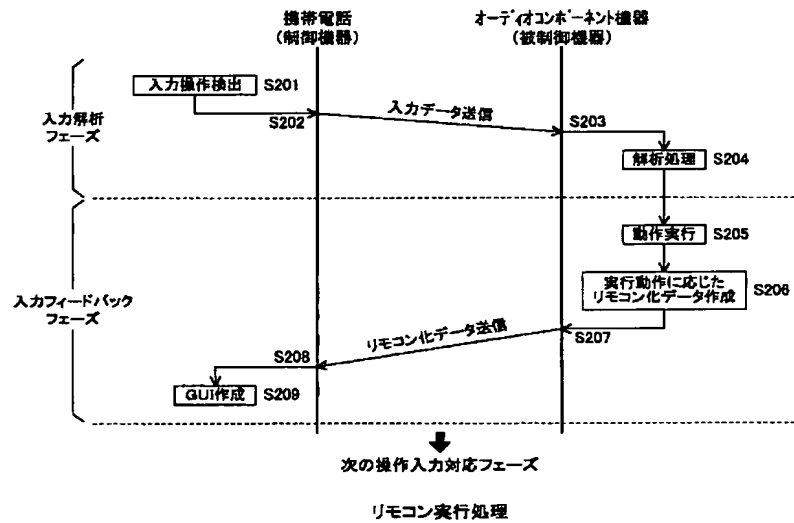 携帯電話
(制御機器)
オーディオコンポーネント機器
(被制御機器)
入力操作検出
S201
S202
入力データ送信
S203
入力解析
フェーズ
解析処理
S204
動作実行
S205
実行動作に応じた
リモコン化データ作成
S206
入力フィードバック
フェーズ
リモコン化データ送信
S207
S208
GUI作成
S209
次の操作入力対応フェーズ
リモコン実行処理